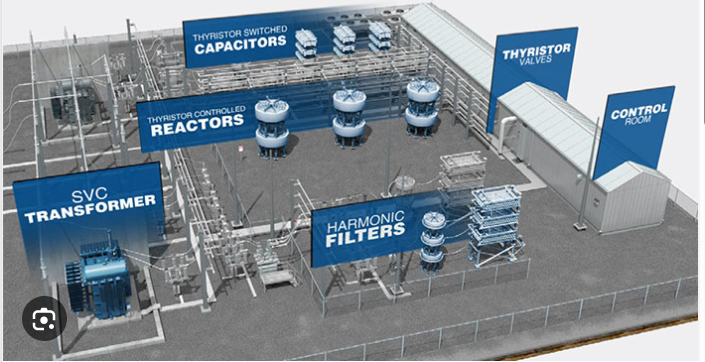 THYRISTOR SWITCHED
CAPACITORS
THYRISTOR
VALVES
THYRISTOR CONTROLLED
REACTORS
CONTROL
ROOM
SVC
TRANSFORMER
HARMONIC
FILTERS